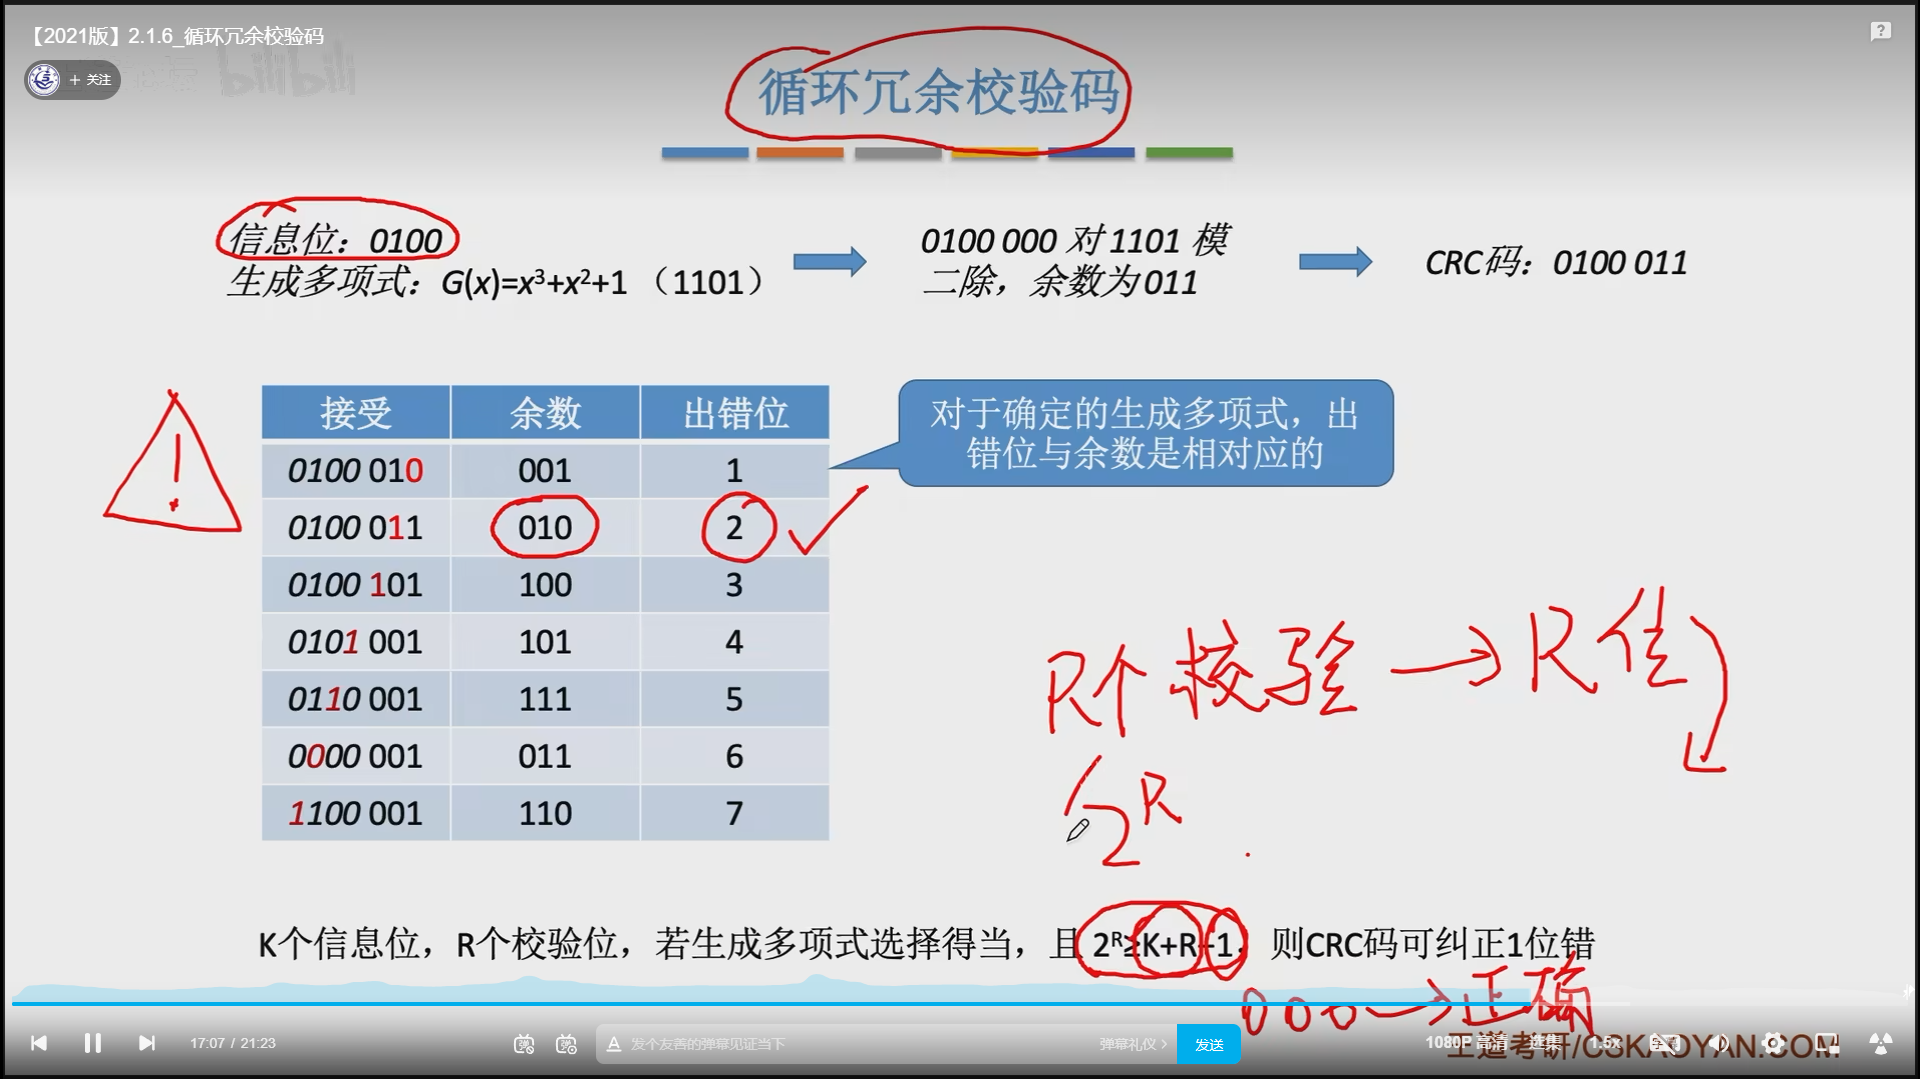 【2021版】2.1.6_循环冗余校验码
+ 关注
bilibili
循环冗余校验码
信息位：0100
生成多项式：G(x)=x³+x²+1 （1101）
0100 000 对 1101 模
二除，余数为 011
CRC码：0100 011
接受 余数 出错位
0100 010 001 1
0100 011 010 2
0100 101 100 3
0101 001 101 4
0110 001 111 5
0000 001 011 6
1100 001 110 7
对于确定的生成多项式，出
错位与余数是相对应的
!
R个 校验 → R位
2ᴿ
K个信息位，R个校验位，若生成多项式选择得当，且 2ᴿ≥K+R+1，则CRC码可纠正1位错
000 → 正确
17:07 / 21:23
弹
弹
A 发个友善的弹幕见证当下
弹幕礼仪 >
发送
1080P 高清
选集
1.5x
王道考研/CSKAOYAN.COM